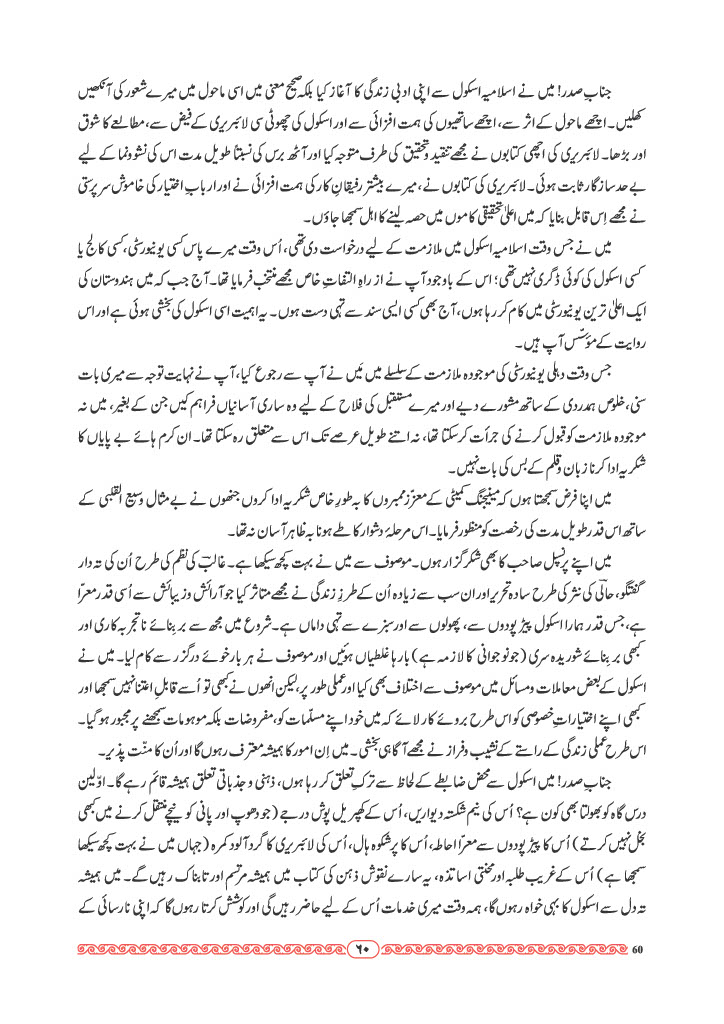 جنابِ صدر! میں نے اسلامیہ اسکول سے اپنی ادبی زندگی کا آغاز کیا بلکہ صحیح معنی میں اسی ماحول میں میرے شعور کی آنکھیں
کھلیں۔ اچھے ماحول کے اثر سے، اچھے ساتھیوں کی ہمت افزائی سے اور اسکول کی چھوٹی سی لائبریری کے فیض سے، مطالعے کا شوق
اور بڑھا۔ لائبریری کی اچھی کتابوں نے مجھے تنقید و تحقیق کی طرف متوجہ کیا اور آٹھ برس کی نسبتاً طویل مدت اس کی نشوونما کے لیے
بے حد سازگار ثابت ہوئی۔ لائبریری کی کتابوں نے، میرے بیشتر رفیقانِ کار کی ہمت افزائی نے اور اربابِ اختیار کی خاموش سرپرستی
نے مجھے اِس قابل بنایا کہ میں اعلیٰ تحقیقی کاموں میں حصہ لینے کا اہل سمجھا جاؤں۔
میں نے جس وقت اسلامیہ اسکول میں ملازمت کے لیے درخواست دی تھی، اُس وقت میرے پاس کسی یونیورسٹی، کسی کالج یا
کسی اسکول کی کوئی ڈگری نہیں تھی؛ اس کے باوجود آپ نے از راہِ التفاتِ خاص مجھے منتخب فرمایا تھا۔ آج جب کہ میں ہندوستان کی
ایک اعلیٰ ترین یونیورسٹی میں کام کر رہا ہوں، آج بھی کسی ایسی سند سے تہی دست ہوں۔ یہ اہمیت اسی اسکول کی بخشی ہوئی ہے اور اس
روایت کے مؤسّس آپ ہیں۔
جس وقت دہلی یونیورسٹی کی موجودہ ملازمت کے سلسلے میں مَیں نے آپ سے رجوع کیا، آپ نے نہایت توجہ سے میری بات
سنی، خلوص ہمدردی کے ساتھ مشورے دیے اور میرے مستقبل کی فلاح کے لیے وہ ساری آسانیاں فراہم کیں جن کے بغیر، میں نہ
موجودہ ملازمت کو قبول کرنے کی جرأت کر سکتا تھا، نہ اتنے طویل عرصے تک اس سے متعلق رہ سکتا تھا۔ ان کرم ہائے بے پایاں کا
شکریہ ادا کرنا زبان و قلم کے بس کی بات نہیں۔
میں اپنا فرض سمجھتا ہوں کہ مینیجنگ کمیٹی کے معزّز ممبروں کا بہ طورِ خاص شکریہ ادا کروں جنھوں نے بے مثال وسیع القلبی کے
ساتھ اس قدر طویل مدت کی رخصت کو منظور فرمایا۔ اس مرحلۂ دشوار کا طے ہونا بہ ظاہر آسان نہ تھا۔
میں اپنے پرنسپل صاحب کا بھی شکر گزار ہوں۔ موصوف سے میں نے بہت کچھ سیکھا ہے۔ غالبؔ کی نظم کی طرح اُن کی تہ دار
گفتگو، حالیؔ کی نثر کی طرح سادہ تحریر اور ان سب سے زیادہ اُن کے طرزِ زندگی نے مجھے متاثر کیا جو آرائش و زیبائش سے اُسی قدر معرّا
ہے، جس قدر ہمارا اسکول پیڑ پودوں سے، پھولوں سے اور سبزے سے تہی داماں ہے۔ شروع میں مجھ سے بر بنائے ناتجربہ کاری اور
کبھی بر بنائے شوریدہ سری (جو نوجوانی کا لازمہ ہے) بارہا غلطیاں ہوئیں اور موصوف نے ہر بار خوئے درگزر سے کام لیا۔ میں نے
اسکول کے بعض معاملات و مسائل میں موصوف سے اختلاف بھی کیا اور عملی طور پر، لیکن انھوں نے کبھی تو اُسے قابلِ اعتنا نہیں سمجھا اور
کبھی اپنے اختیاراتِ خصوصی کو اس طرح بروئے کار لائے کہ میں خود اپنے مسلّمات کو، مفروضات بلکہ موہومات سمجھنے پر مجبور ہو گیا۔
اس طرح عملی زندگی کے راستے کے نشیب و فراز نے مجھے آگاہی بخشی۔ میں اِن امور کا ہمیشہ معترف رہوں گا اور اُن کا منّت پذیر۔
جنابِ صدر! میں اسکول سے محض ضابطے کے لحاظ سے ترکِ تعلق کر رہا ہوں، ذہنی و جذباتی تعلق ہمیشہ قائم رہے گا۔ اوّلین
درس گاہ کو بھولتا بھی کون ہے؟ اُس کی نیم شکستہ دیواریں، اُس کے کھپریل پوش درجے (جو دھوپ اور پانی کو نیچے منتقل کرنے میں کبھی
بخل نہیں کرتے) اُس کا پیڑ پودوں سے معرّا احاطہ، اُس کا پرشکوہ ہال، اُس کی لائبریری کا گرد آلود کمرہ (جہاں میں نے بہت کچھ سیکھا
سمجھا ہے) اُس کے غریب طلبہ اور محنتی اساتذہ، یہ سارے نقوش ذہن کی کتاب میں ہمیشہ مرتسم اور تابناک رہیں گے۔ میں ہمیشہ
تہ دل سے اسکول کا بہی خواہ رہوں گا، ہمہ وقت میری خدمات اُس کے لیے حاضر رہیں گی اور کوشش کرتا رہوں گا کہ اپنی نارسائی کے
۶۰
60